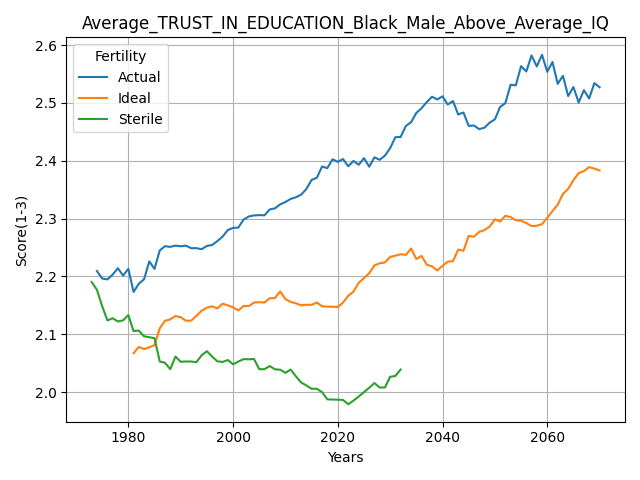 Average_TRUST_IN_EDUCATION_Black_Male_Above_Average_IQ
Fertility
Actual
Ideal
Sterile
Score(1-3)
2.6
2.5
2.4
2.3
2.2
2.1
2.0
1980
2000
2020
2040
2060
Years